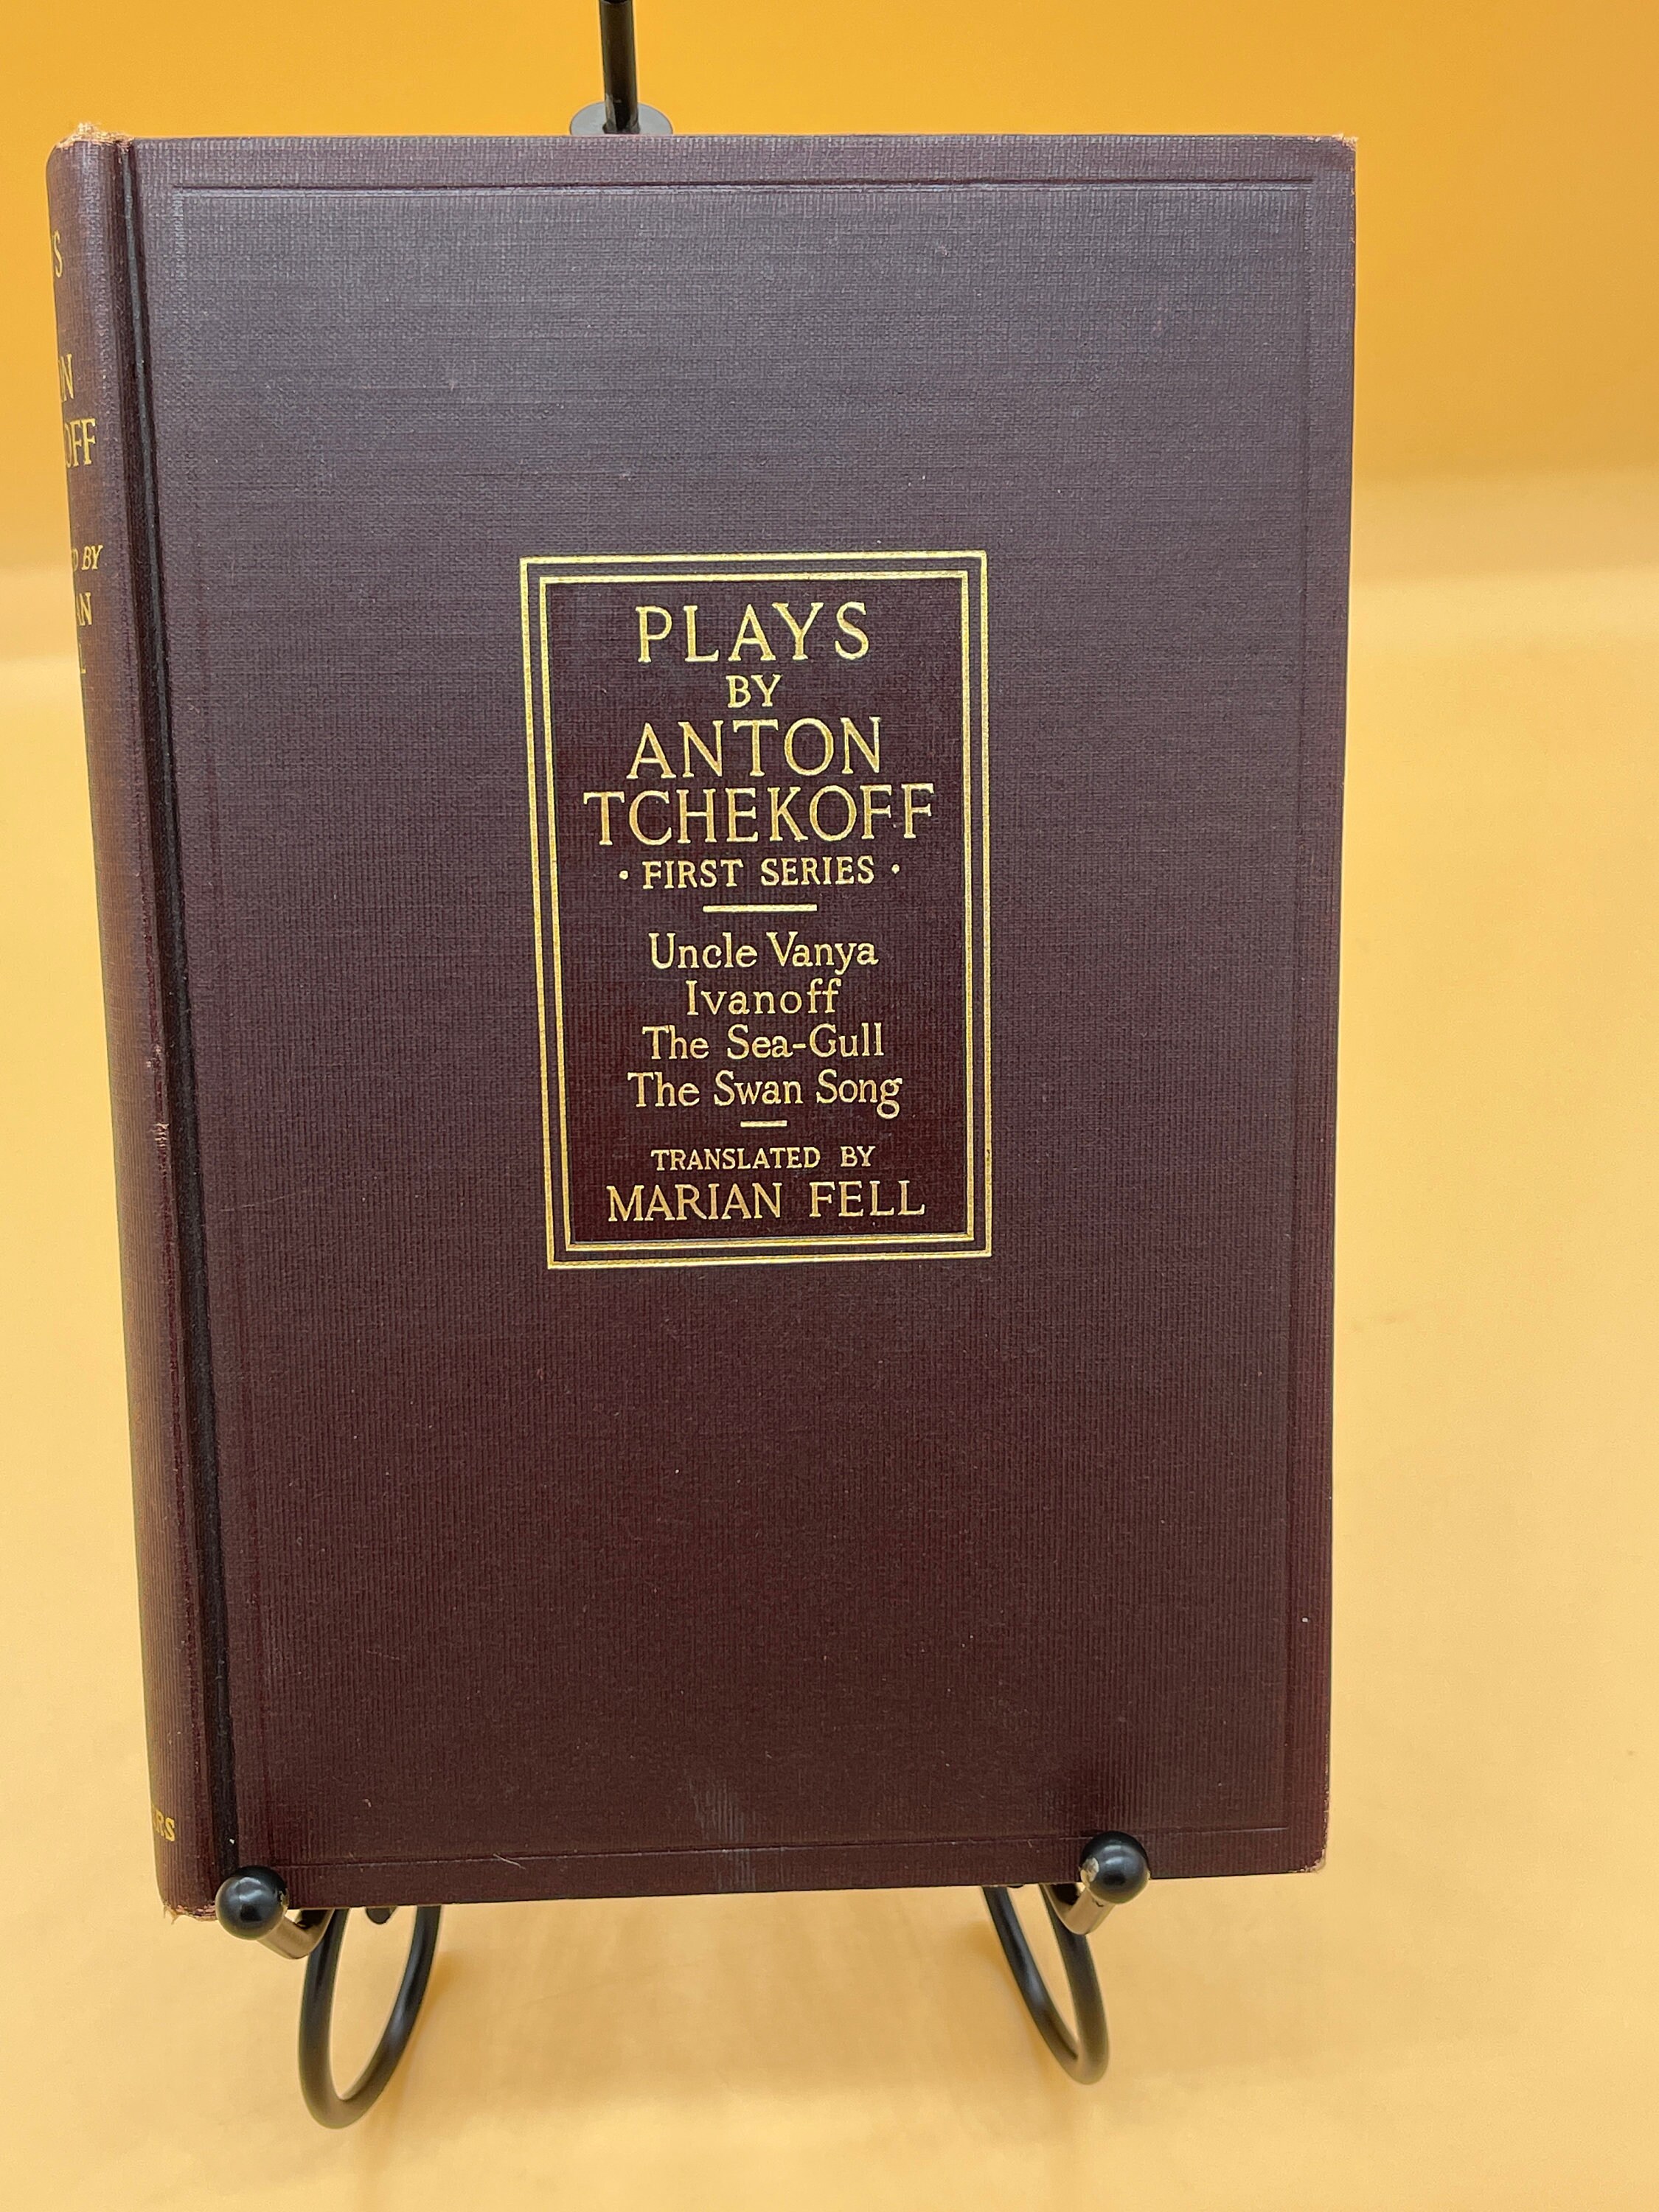 PLAYS
BY
ANTON
TCHEKOFF
· FIRST SERIES ·
Uncle Vanya
Ivanoff
The Sea-Gull
The Swan Song
TRANSLATED BY
MARIAN FELL
BY